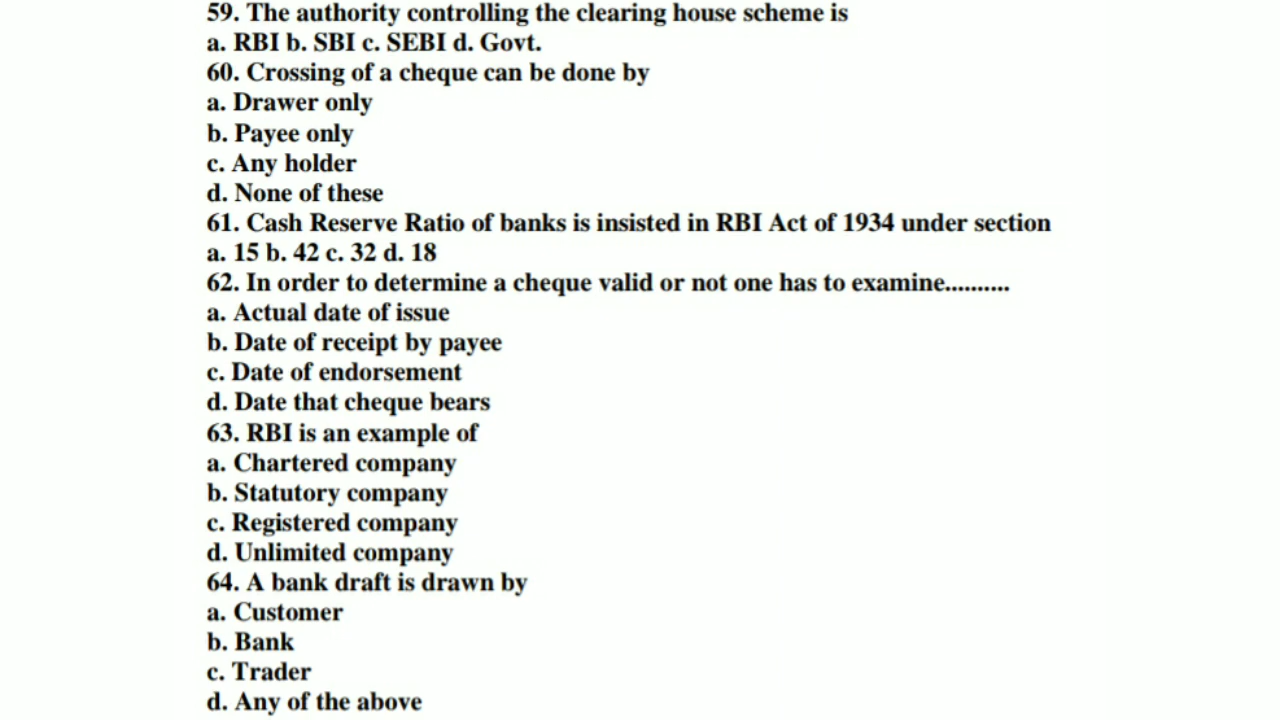 59. The authority controlling the clearing house scheme is
a. RBI b. SBI c. SEBI d. Govt.
60. Crossing of a cheque can be done by
a. Drawer only
b. Payee only
c. Any holder
d. None of these
61. Cash Reserve Ratio of banks is insisted in RBI Act of 1934 under section
a. 15 b. 42 c. 32 d. 18
62. In order to determine a cheque valid or not one has to examine..........
a. Actual date of issue
b. Date of receipt by payee
c. Date of endorsement
d. Date that cheque bears
63. RBI is an example of
a. Chartered company
b. Statutory company
c. Registered company
d. Unlimited company
64. A bank draft is drawn by
a. Customer
b. Bank
c. Trader
d. Any of the above